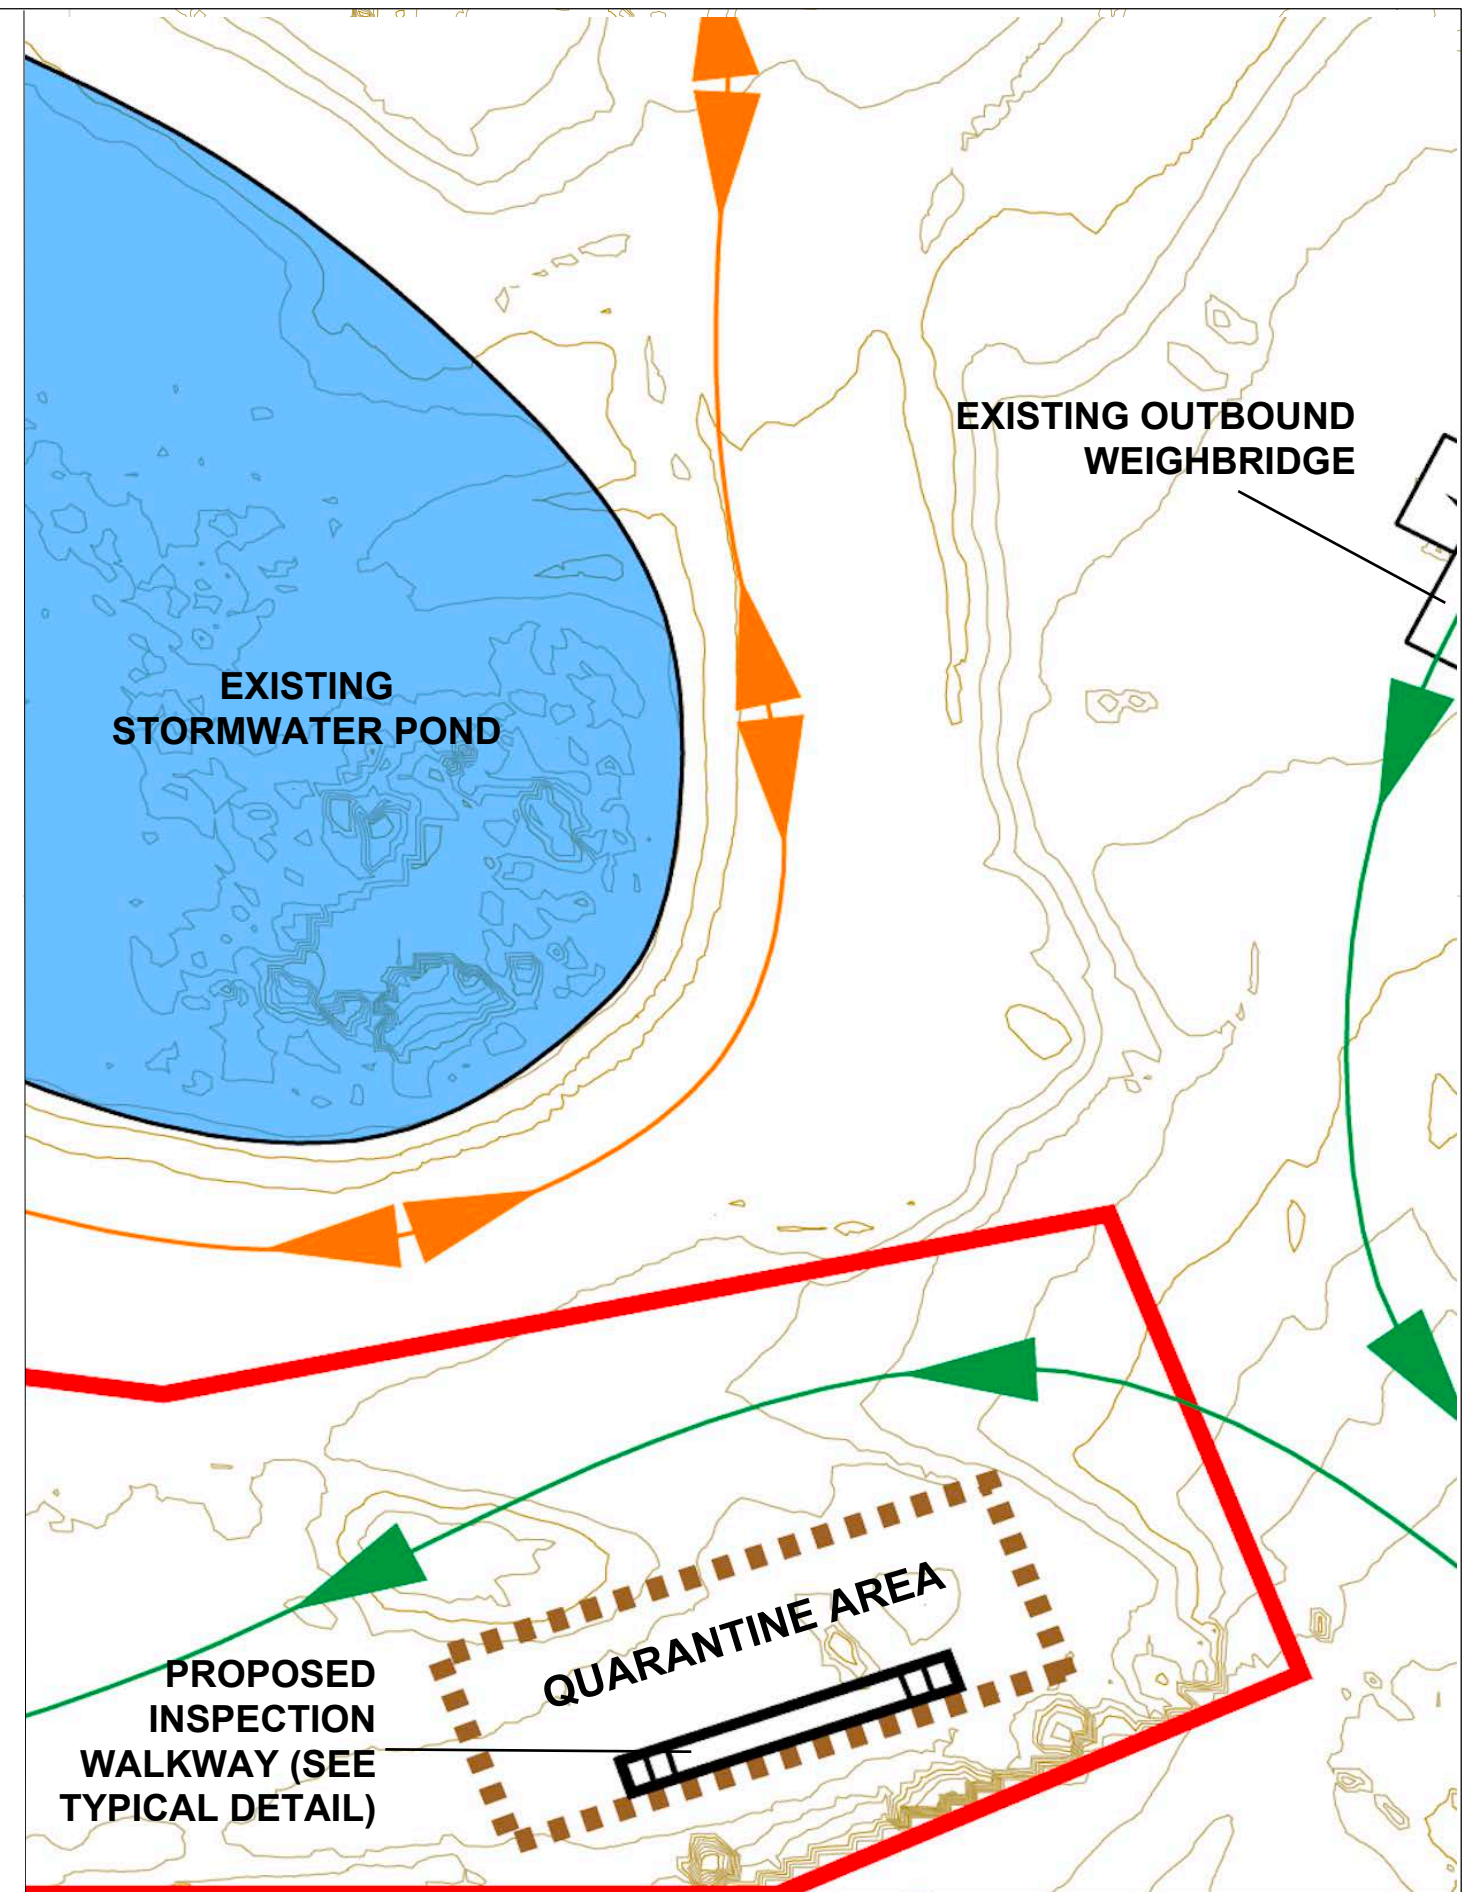 EXISTING OUTBOUND
WEIGHBRIDGE
EXISTING
STORMWATER POND
QUARANTINE AREA
PROPOSED
INSPECTION
WALKWAY (SEE
TYPICAL DETAIL)